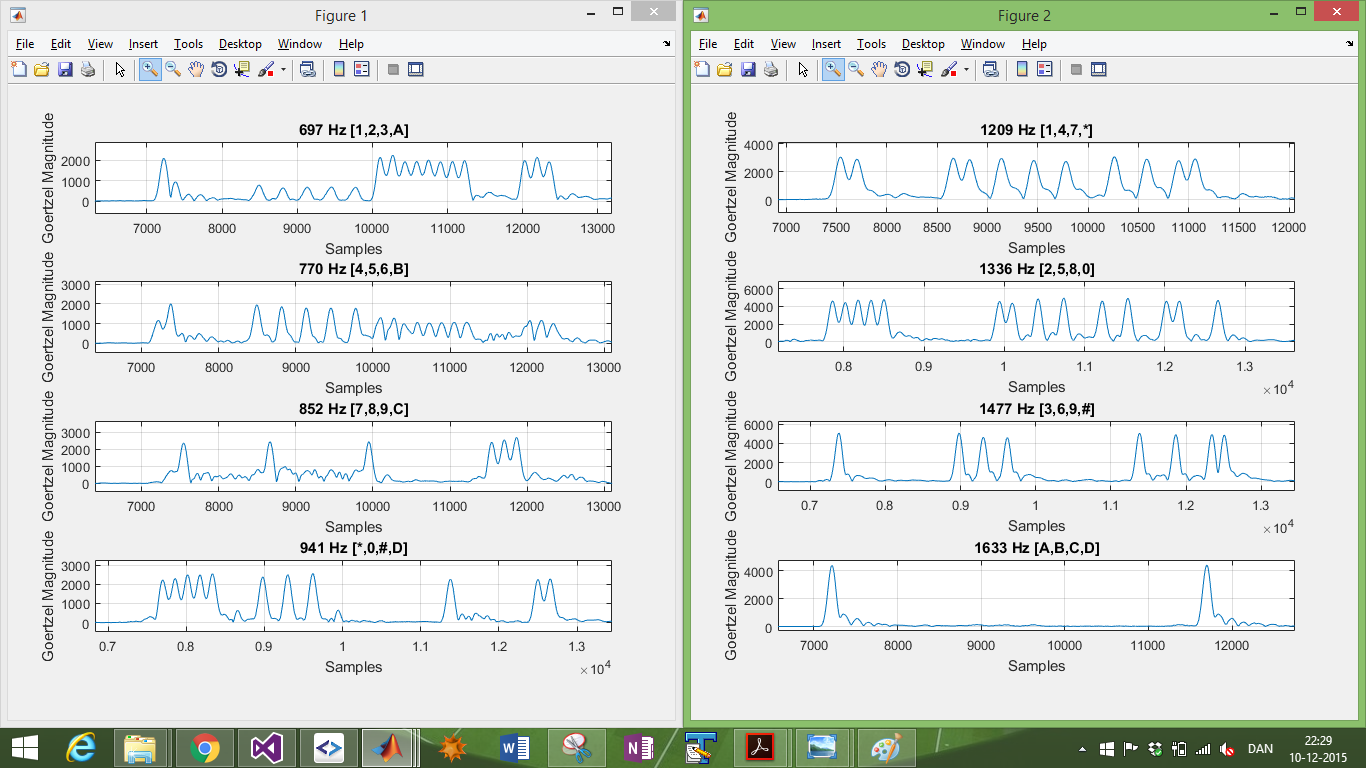 Figure 1
File Edit View Insert Tools Desktop Window Help
697 Hz [1,2,3,A]
Goertzel Magnitude
2000
1000
0
7000 8000 9000 10000 11000 12000 13000
Samples
770 Hz [4,5,6,B]
Goertzel Magnitude
3000
2000
1000
0
7000 8000 9000 10000 11000 12000 13000
Samples
852 Hz [7,8,9,C]
Goertzel Magnitude
3000
2000
1000
0
7000 8000 9000 10000 11000 12000 13000
Samples
941 Hz [*,0,#,D]
Goertzel Magnitude
3000
2000
1000
0
0.7 0.8 0.9 1 1.1 1.2 1.3
×10^4
Samples
Figure 2
File Edit View Insert Tools Desktop Window Help
1209 Hz [1,4,7,*]
Goertzel Magnitude
4000
2000
0
7000 7500 8000 8500 9000 9500 10000 10500 11000 11500 12000
Samples
1336 Hz [2,5,8,0]
Goertzel Magnitude
6000
4000
2000
0
0.8 0.9 1 1.1 1.2 1.3
×10^4
Samples
1477 Hz [3,6,9,#]
Goertzel Magnitude
6000
4000
2000
0
0.7 0.8 0.9 1 1.1 1.2 1.3
×10^4
Samples
1633 Hz [A,B,C,D]
Goertzel Magnitude
4000
2000
0
7000 8000 9000 10000 11000 12000
Samples
DAN
22:29
10-12-2015